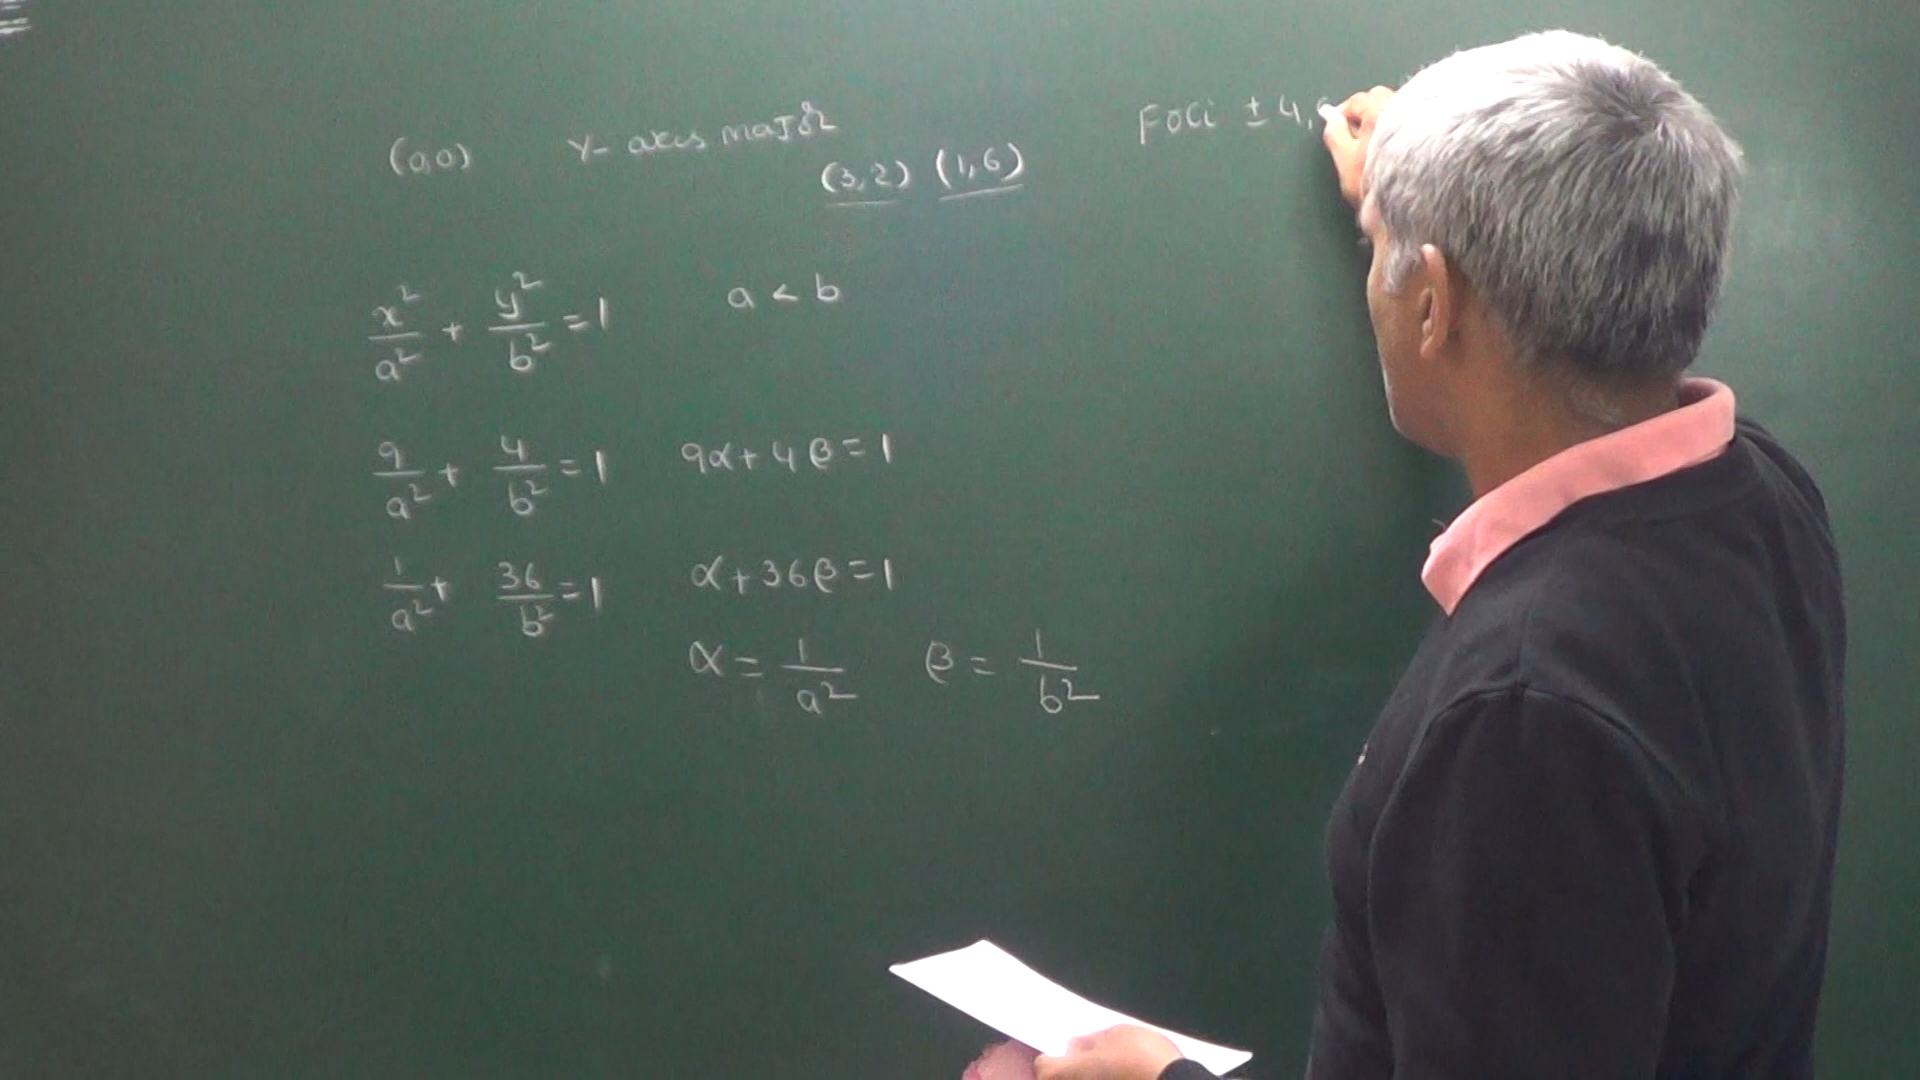 (0,0) Y-axis major
(3,2) (1,6)
Foci ± 4,
x²/a² + y²/b² = 1 a < b
9/a² + 4/b² = 1 9α + 4β = 1
1/a² + 36/b² = 1 α + 36β = 1
α = 1/a² β = 1/b²